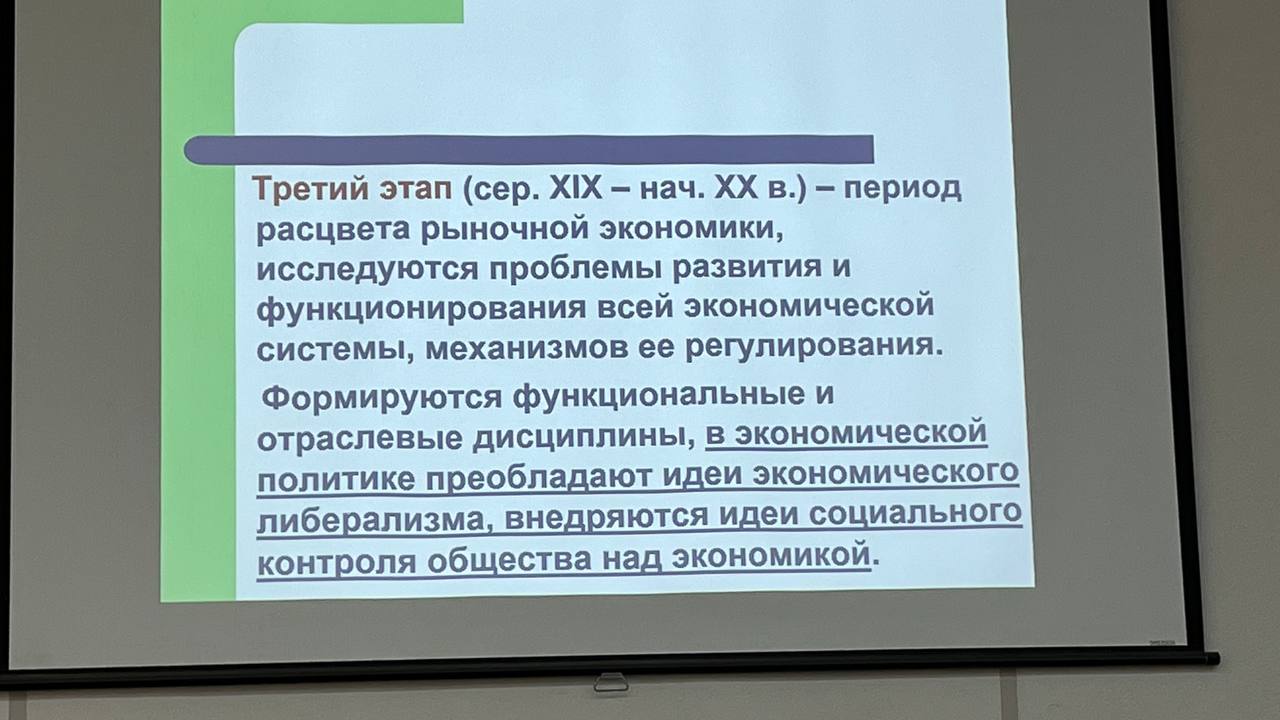 Третий этап (сер. XIX – нач. XX в.) – период
расцвета рыночной экономики,
исследуются проблемы развития и
функционирования всей экономической
системы, механизмов ее регулирования.
Формируются функциональные и
отраслевые дисциплины, в экономической
политике преобладают идеи экономического
либерализма, внедряются идеи социального
контроля общества над экономикой.